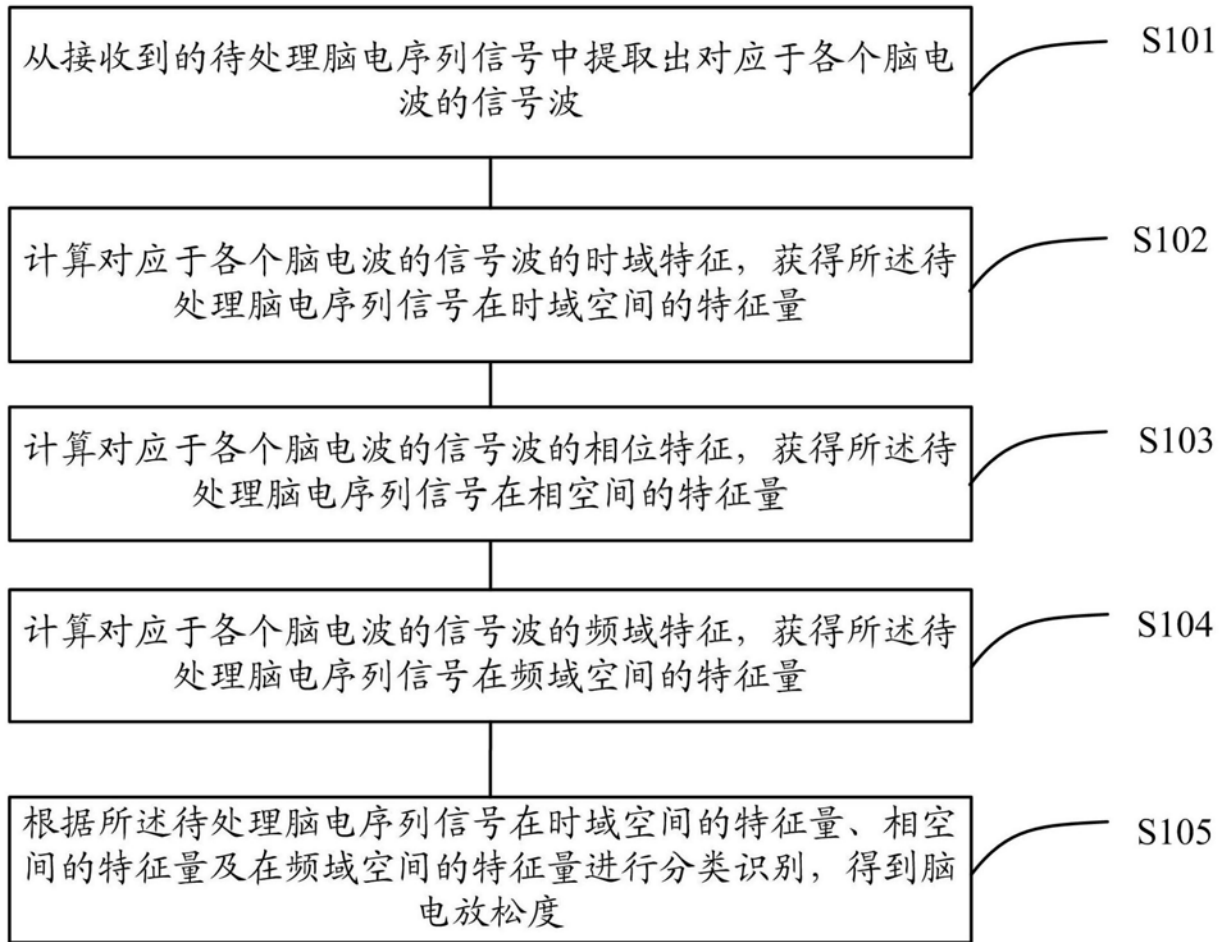 从接收到的待处理脑电序列信号中提取出对应于各个脑电
波的信号波
S101
计算对应于各个脑电波的信号波的时域特征，获得所述待
处理脑电序列信号在时域空间的特征量
S102
计算对应于各个脑电波的信号波的相位特征，获得所述待
处理脑电序列信号在相空间的特征量
S103
计算对应于各个脑电波的信号波的频域特征，获得所述待
处理脑电序列信号在频域空间的特征量
S104
根据所述待处理脑电序列信号在时域空间的特征量、相空
间的特征量及在频域空间的特征量进行分类识别，得到脑
电放松度
S105